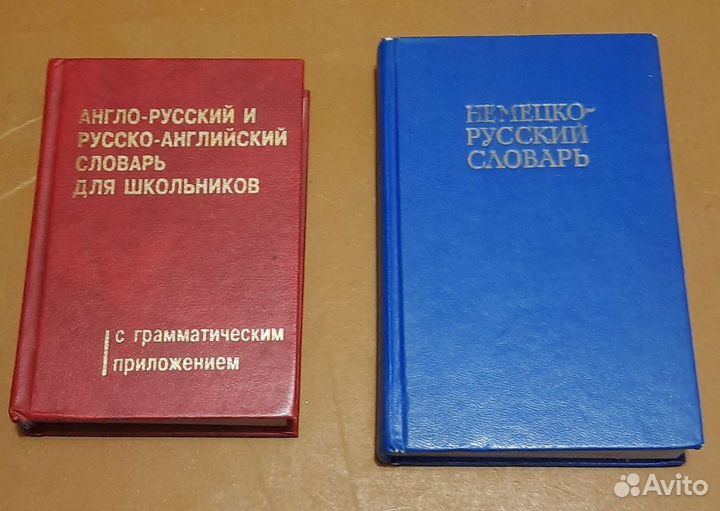 АНГЛО-РУССКИЙ И
РУССКО-АНГЛИЙСКИЙ
СЛОВАРЬ
ДЛЯ ШКОЛЬНИКОВ
с грамматическим
приложением
НЕМЕЦКО-
РУССКИЙ
СЛОВАРЬ
Avito